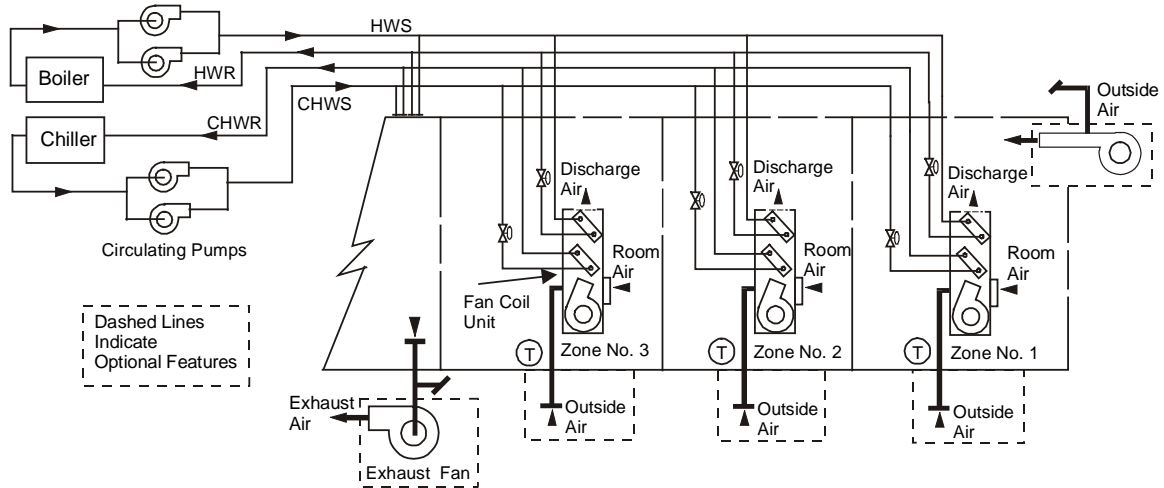 HWS
Boiler
HWR
CHWS
CHWR
Chiller
Circulating Pumps
Outside
Air
Discharge
Air
Discharge
Air
Discharge
Air
Room
Air
Room
Air
Room
Air
Fan Coil
Unit
Dashed Lines
Indicate
Optional Features
T
Zone No. 3
T
Zone No. 2
T
Zone No. 1
Exhaust
Air
Outside
Air
Outside
Air
Outside
Air
Exhaust Fan